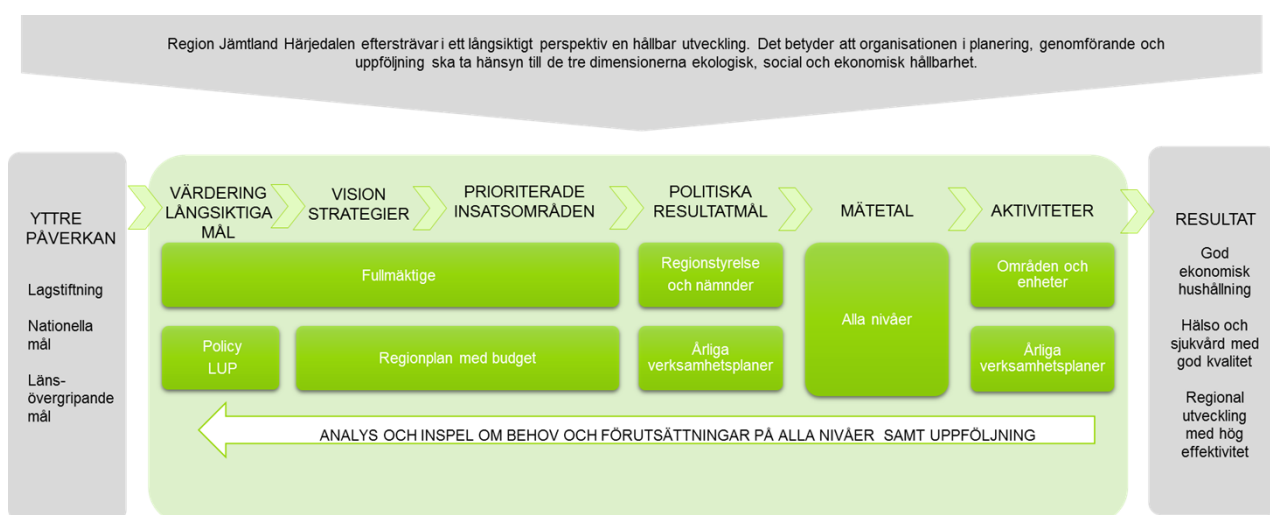 Region Jämtland Härjedalen eftersträvar i ett långsiktigt perspektiv en hållbar utveckling. Det betyder att organisationen i planering, genomförande och
uppföljning ska ta hänsyn till de tre dimensionerna ekologisk, social och ekonomisk hållbarhet.
YTTRE
PÅVERKAN
Lagstiftning
Nationella
mål
Läns-
övergripande
mål
VÄRDERING
LÅNGSIKTIGA
MÅL
VISION
STRATEGIER
PRIORITERADE
INSATSOMRÅDEN
POLITISKA
RESULTATMÅL
MÄTETAL
AKTIVITETER
Fullmäktige
Regionstyrelse
och nämnder
Alla nivåer
Områden och
enheter
Policy
LUP
Regionplan med budget
Årliga
verksamhetsplaner
Årliga
verksamhetsplaner
ANALYS OCH INSPEL OM BEHOV OCH FÖRUTSÄTTNINGAR PÅ ALLA NIVÅER SAMT UPPFÖLJNING
RESULTAT
God
ekonomisk
hushållning
Hälso och
sjukvård med
god kvalitet
Regional
utveckling
med hög
effektivitet